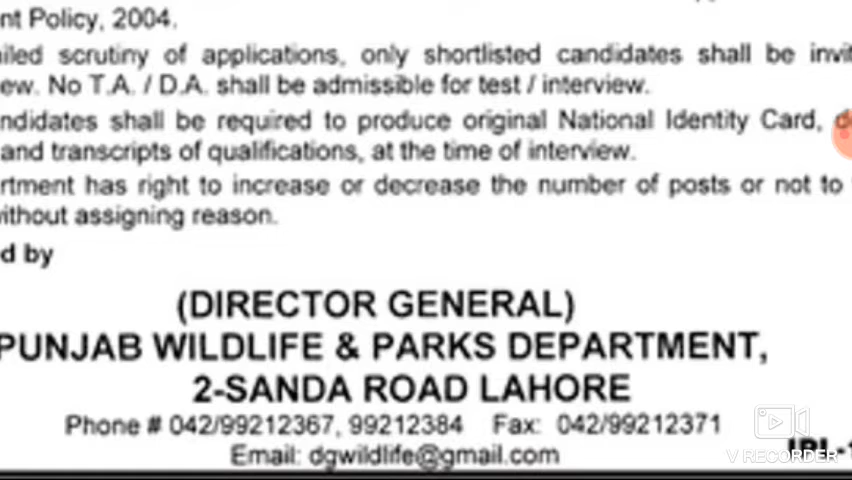 nt Policy, 2004.
ailed scrutiny of applications, only shortlisted candidates shall be invit
ew. No T.A. / D.A. shall be admissible for test / interview.
ndidates shall be required to produce original National Identity Card, d
and transcripts of qualifications, at the time of interview.
rtment has right to increase or decrease the number of posts or not to
without assigning reason.
d by
(DIRECTOR GENERAL)
PUNJAB WILDLIFE & PARKS DEPARTMENT,
2-SANDA ROAD LAHORE
Phone # 042/99212367, 99212384 Fax: 042/99212371
Email: dgwildlife@gmail.com
IPL-1
V RECORDER